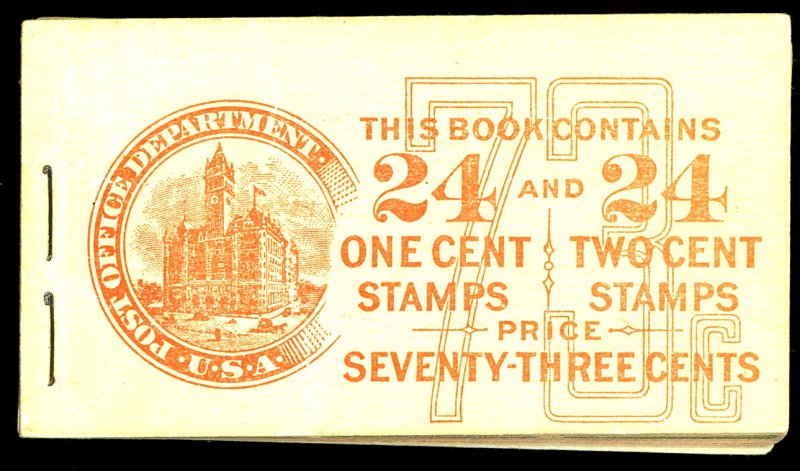 POST OFFICE DEPARTMENT.
·U·S·A·
73c
THIS BOOK CONTAINS
24 AND 24
ONE CENT TWO CENT
STAMPS STAMPS
PRICE
SEVENTY-THREE CENTS